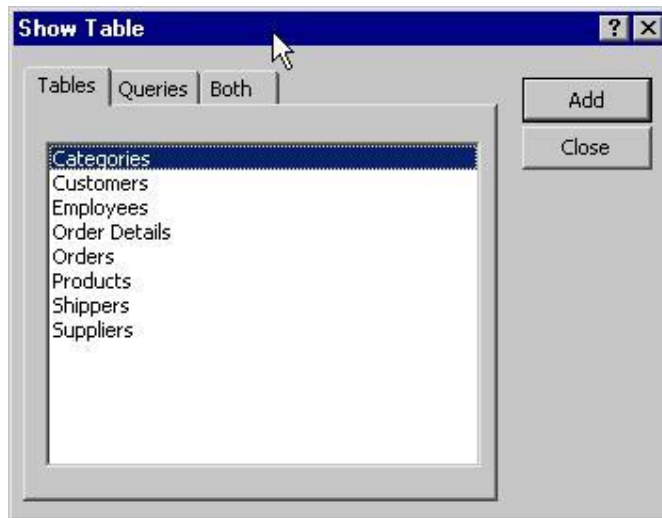 Show Table
Tables Queries Both
Add
Close
Categories
Customers
Employees
Order Details
Orders
Products
Shippers
Suppliers